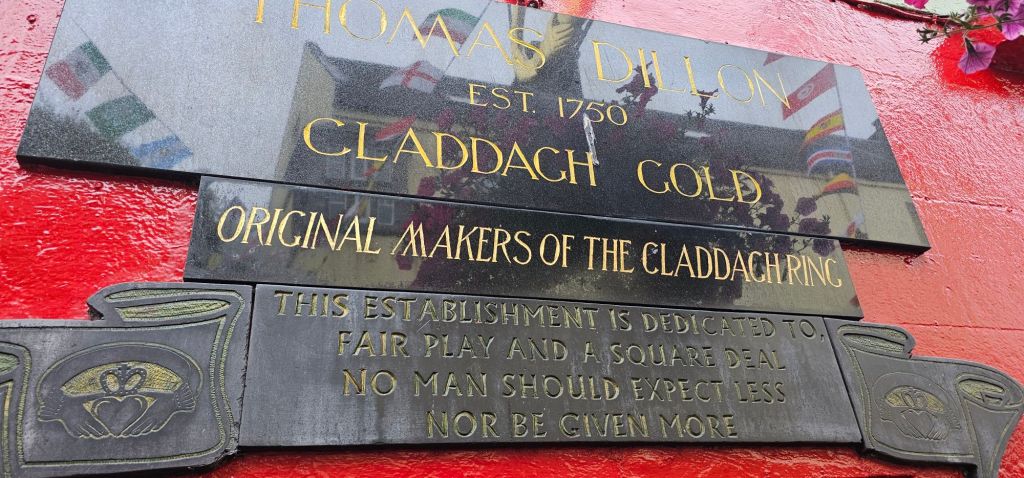 THOMAS DILLON
EST. 1750
CLADDAGH GOLD
ORIGINAL MAKERS OF THE CLADDAGH RING
THIS ESTABLISHMENT IS DEDICATED TO,
FAIR PLAY AND A SQUARE DEAL
NO MAN SHOULD EXPECT LESS
NOR BE GIVEN MORE